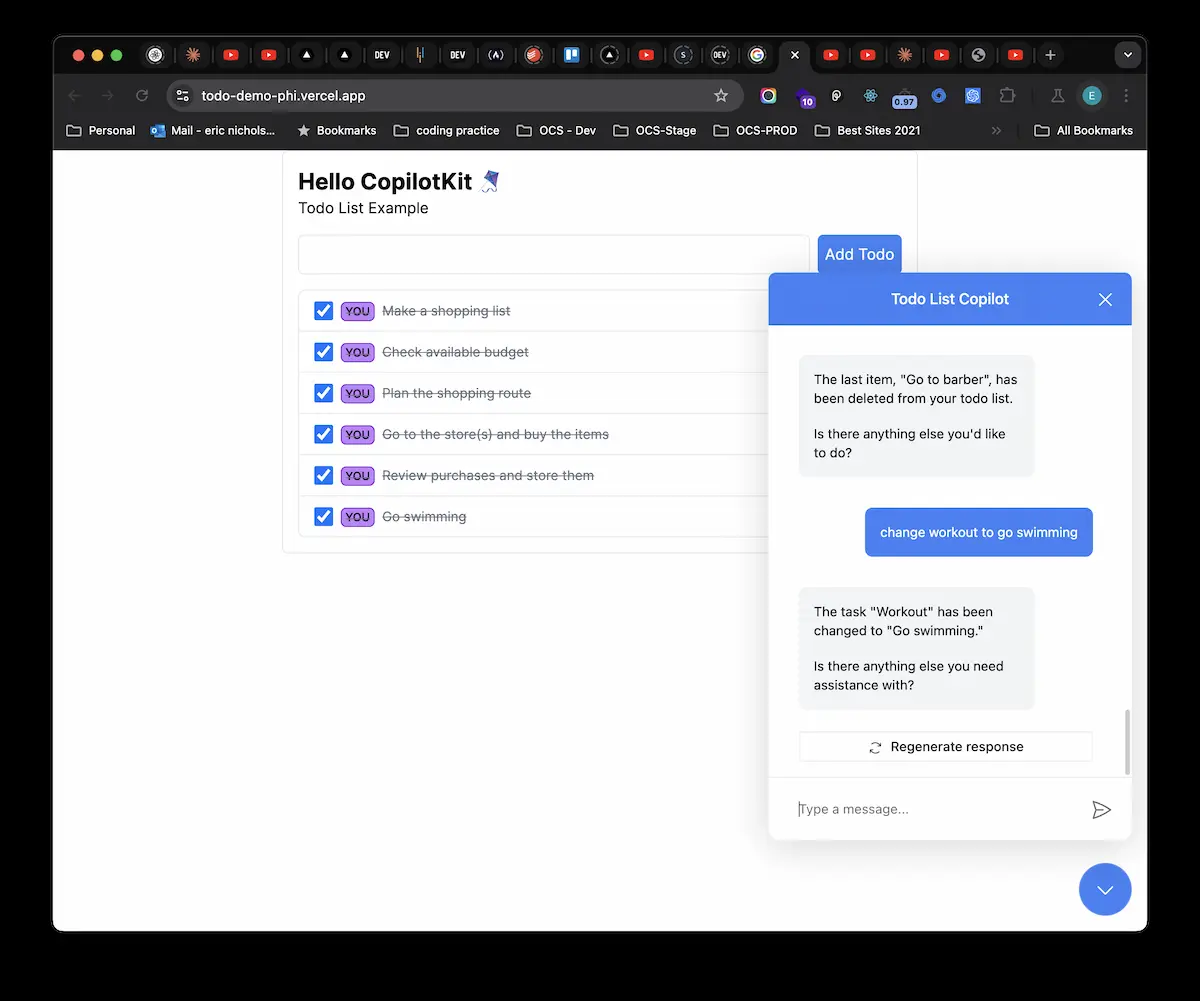 DEV
DEV
S
DEV
todo-demo-phi.vercel.app
10
0.97
E
Personal
Mail - eric nichols...
Bookmarks
coding practice
OCS - Dev
OCS-Stage
OCS-PROD
Best Sites 2021
All Bookmarks
Hello CopilotKit 🪁
Todo List Example
Add Todo
YOU Make a shopping list
YOU Check available budget
YOU Plan the shopping route
YOU Go to the store(s) and buy the items
YOU Review purchases and store them
YOU Go swimming
Todo List Copilot
The last item, "Go to barber", has
been deleted from your todo list.
Is there anything else you'd like
to do?
change workout to go swimming
The task "Workout" has been
changed to "Go swimming."
Is there anything else you need
assistance with?
Regenerate response
Type a message...